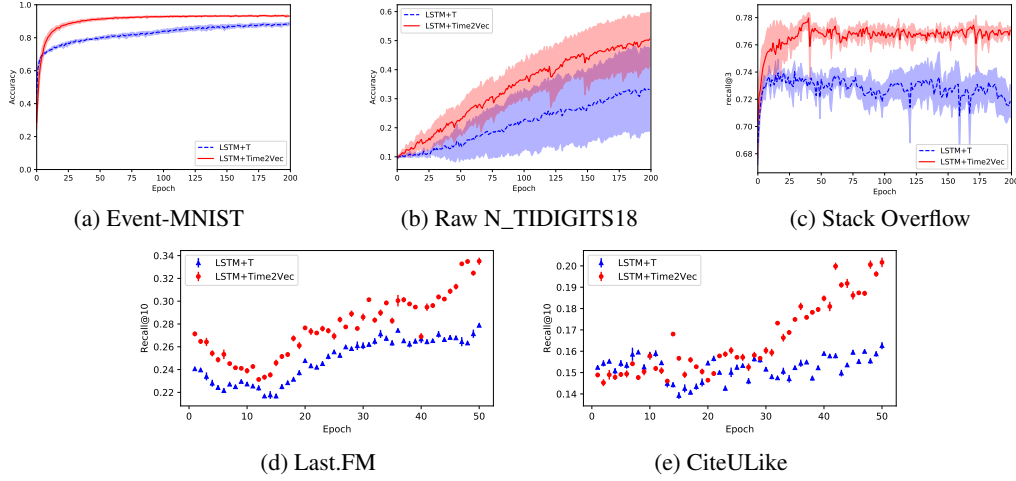 1.0
0.8
0.6
0.4
0.2
0.0
Accuracy
0 25 50 75 100 125 150 175 200
Epoch
LSTM+T
LSTM+Time2Vec
(a) Event-MNIST
0.6
0.5
0.4
0.3
0.2
0.1
Accuracy
0 25 50 75 100 125 150 175 200
Epoch
LSTM+T
LSTM+Time2Vec
(b) Raw N_TIDIGITS18
0.78
0.76
0.74
0.72
0.70
0.68
recall@3
0 25 50 75 100 125 150 175 200
Epoch
LSTM+T
LSTM+Time2Vec
(c) Stack Overflow
LSTM+T
LSTM+Time2Vec
0.34
0.32
0.30
0.28
0.26
0.24
0.22
Recall@10
0 10 20 30 40 50
Epoch
(d) Last.FM
LSTM+T
LSTM+Time2Vec
0.20
0.19
0.18
0.17
0.16
0.15
0.14
Recall@10
0 10 20 30 40 50
Epoch
(e) CiteULike